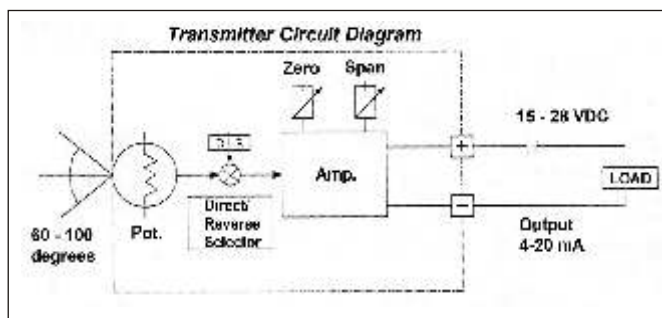 Transmitter Circuit Diagram
Zero
Span
15 - 28 VDC
+
Amp.
LOAD
Direct/
Reverse
Selector
Pot.
60 - 100
degrees
-
Output
4-20 mA